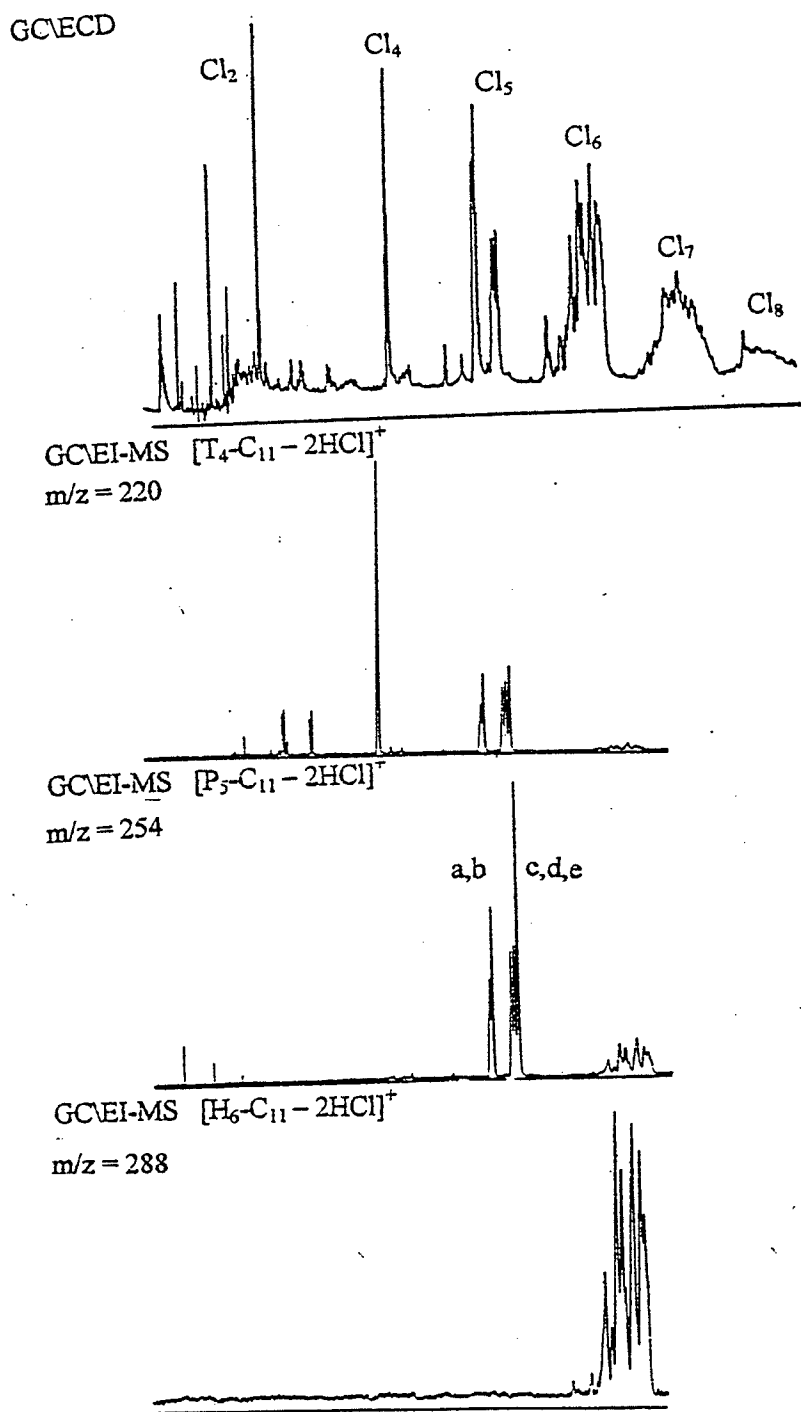 GC\ECD
Cl₂
Cl₄
Cl₅
Cl₆
Cl₇
Cl₈
GC\EI-MS [T₄-C₁₁ – 2HCl]⁺
m/z = 220
GC\EI-MS [P₅-C₁₁ – 2HCl]⁺
m/z = 254
a,b
c,d,e
GC\EI-MS [H₆-C₁₁ – 2HCl]⁺
m/z = 288